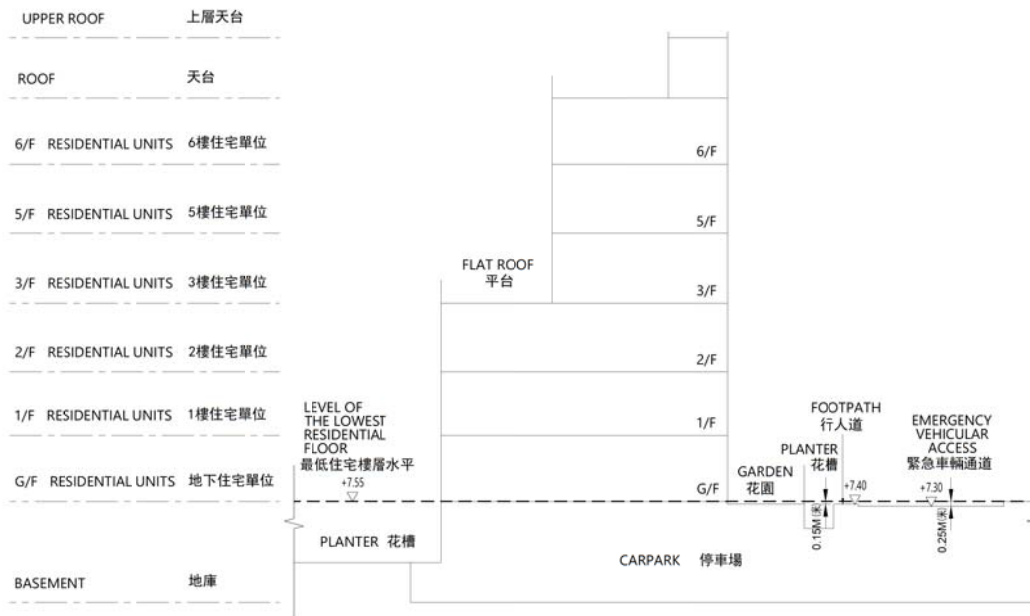 UPPER ROOF 上層天台
ROOF 天台
6/F RESIDENTIAL UNITS 6樓住宅單位
5/F RESIDENTIAL UNITS 5樓住宅單位
3/F RESIDENTIAL UNITS 3樓住宅單位
2/F RESIDENTIAL UNITS 2樓住宅單位
1/F RESIDENTIAL UNITS 1樓住宅單位
G/F RESIDENTIAL UNITS 地下住宅單位
BASEMENT 地庫
6/F
5/F
FLAT ROOF
平台
3/F
2/F
1/F
G/F
LEVEL OF
THE LOWEST
RESIDENTIAL
FLOOR
最低住宅樓層水平
+7.55
PLANTER 花槽
GARDEN
花園
PLANTER
花槽
FOOTPATH
行人道
+7.40
0.15M(米)
EMERGENCY
VEHICULAR
ACCESS
緊急車輛通道
+7.30
0.25M(米)
CARPARK 停車場